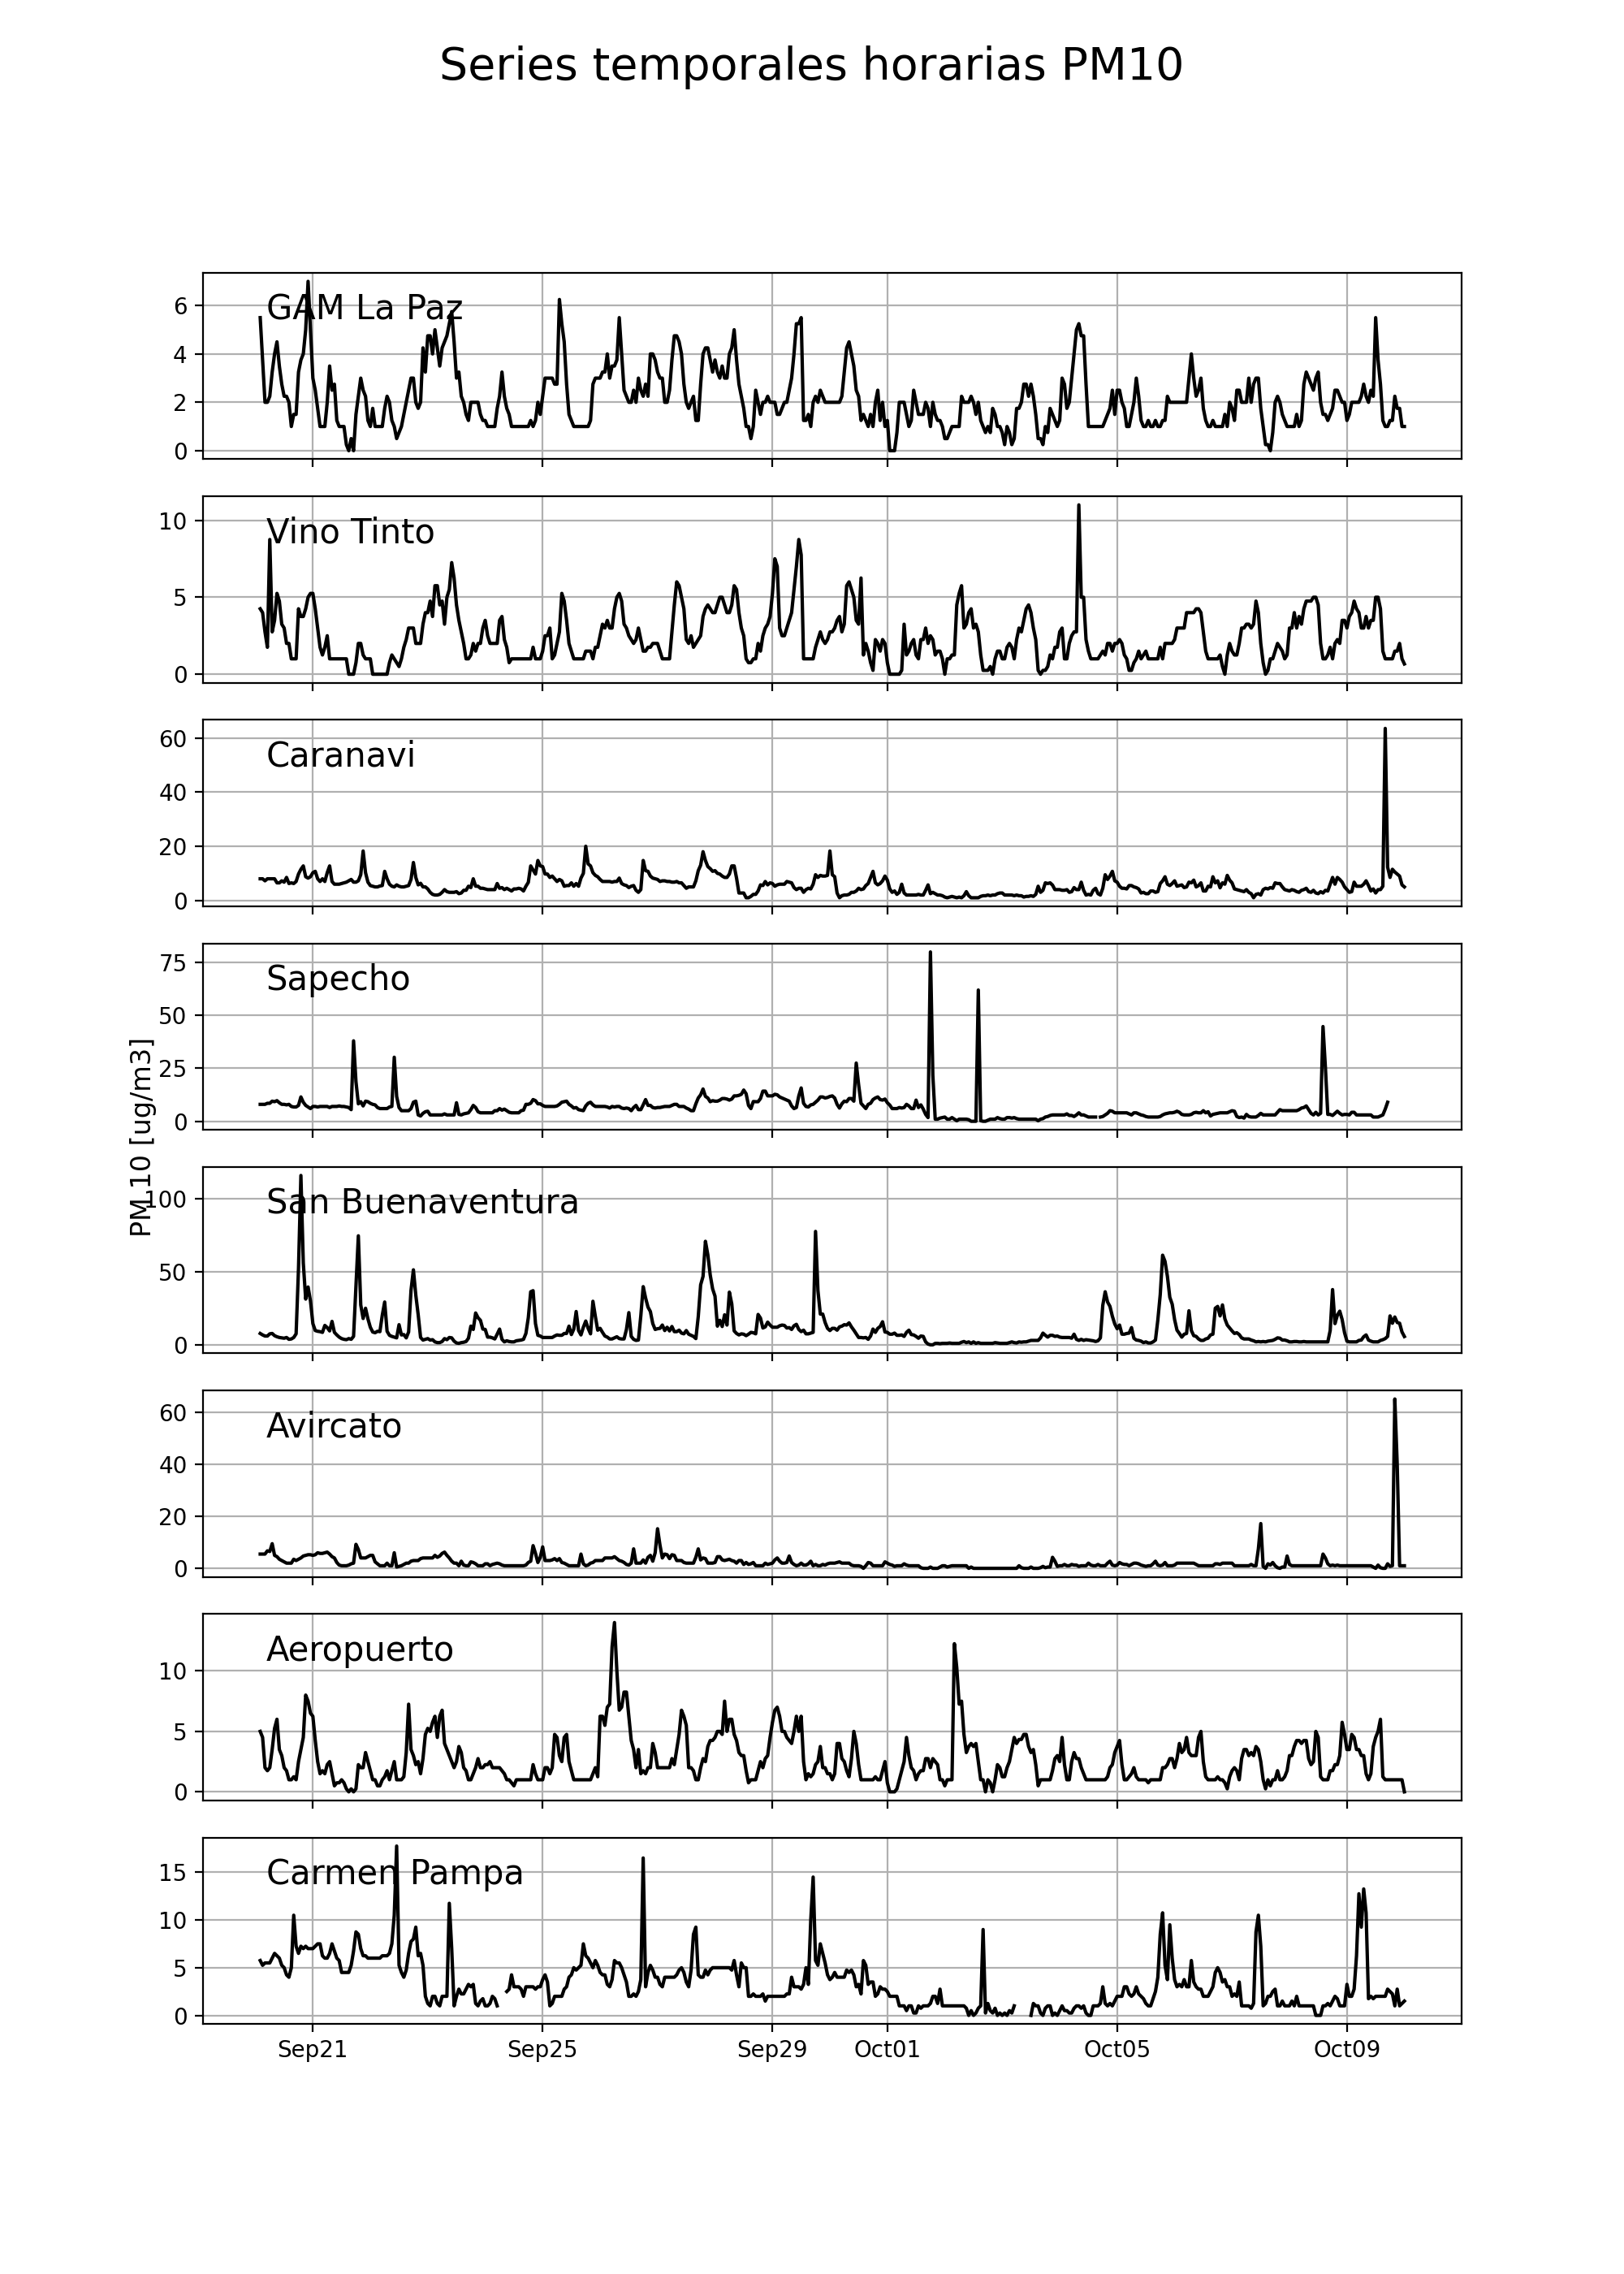 Series temporales horarias PM10
GAM La Paz
6
4
2
0
Vino Tinto
10
5
0
Caranavi
60
40
20
0
Sapecho
75
50
25
0
PM 10 [ug/m3]
San Buenaventura
100
50
0
Avircato
60
40
20
0
Aeropuerto
10
5
0
Carmen Pampa
15
10
5
0
Sep21 Sep25 Sep29 Oct01 Oct05 Oct09